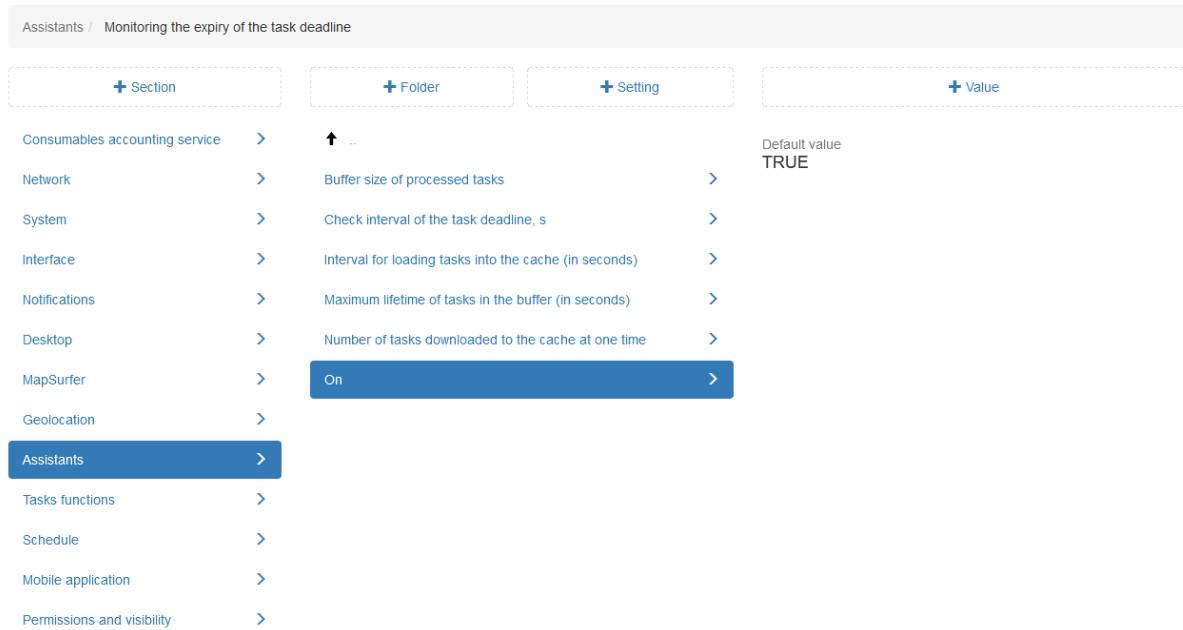 Assistants / Monitoring the expiry of the task deadline
+ Section
+ Folder
+ Setting
+ Value
Consumables accounting service
Network
System
Interface
Notifications
Desktop
MapSurfer
Geolocation
Assistants
Tasks functions
Schedule
Mobile application
Permissions and visibility
..
Buffer size of processed tasks
Check interval of the task deadline, s
Interval for loading tasks into the cache (in seconds)
Maximum lifetime of tasks in the buffer (in seconds)
Number of tasks downloaded to the cache at one time
On
Default value
TRUE